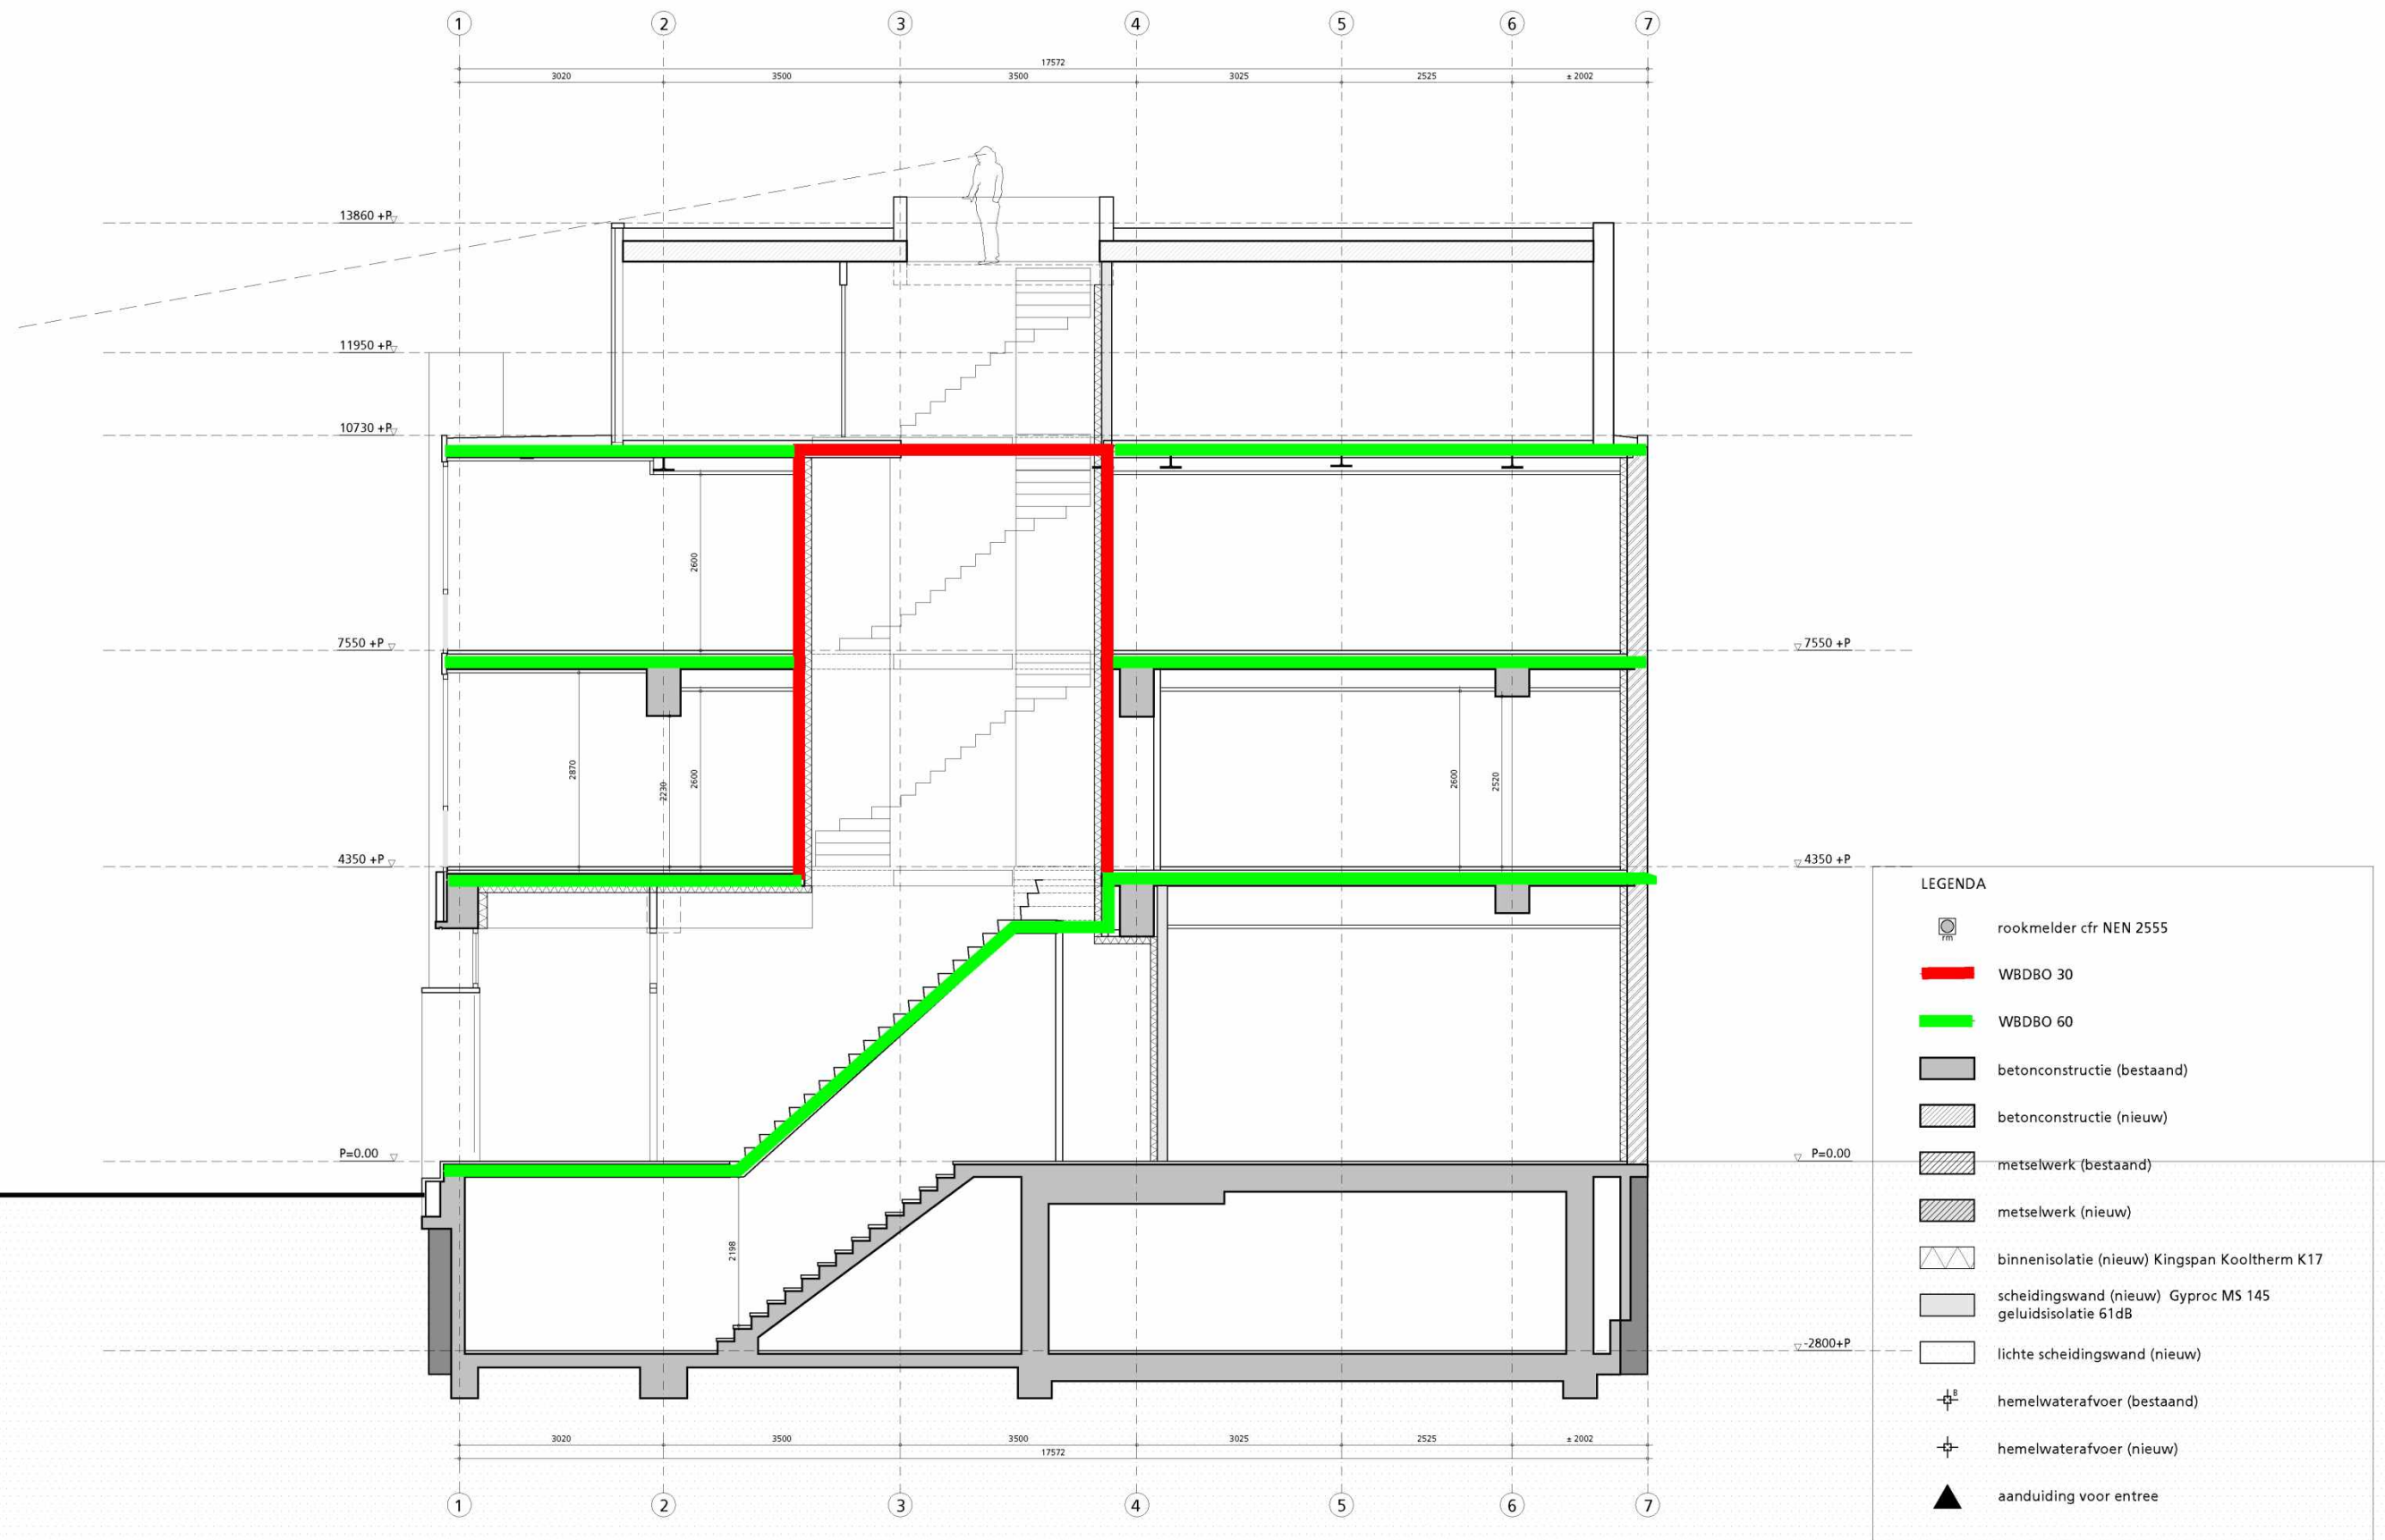 1 2 3 4 5 6 7
17572
3020 3500 3500 3025 2525 ± 2002
13860 +P
11950 +P
10730 +P
2600
7550 +P 7550 +P
2870 2230 2600 2600 2520
4350 +P 4350 +P
P=0.00 P=0.00
2198
-2800+P
LEGENDA
rm
rookmelder cfr NEN 2555
WBDBO 30
WBDBO 60
betonconstructie (bestaand)
betonconstructie (nieuw)
metselwerk (bestaand)
metselwerk (nieuw)
binnenisolatie (nieuw) Kingspan Kooltherm K17
scheidingswand (nieuw) Gyproc MS 145
geluidsisolatie 61dB
lichte scheidingswand (nieuw)
B
hemelwaterafvoer (bestaand)
hemelwaterafvoer (nieuw)
aanduiding voor entree
3020 3500 3500 3025 2525 ± 2002
17572
1 2 3 4 5 6 7